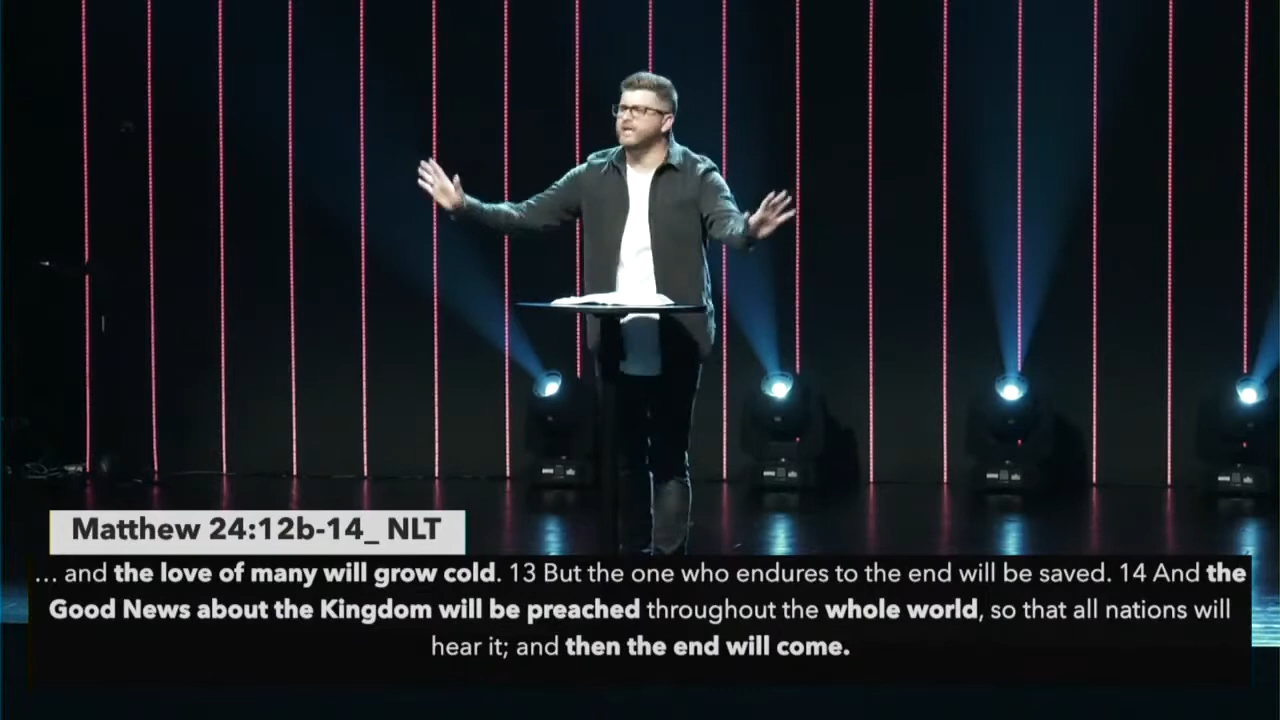 Matthew 24:12b-14_ NLT
... and the love of many will grow cold. 13 But the one who endures to the end will be saved. 14 And the
Good News about the Kingdom will be preached throughout the whole world, so that all nations will
hear it; and then the end will come.